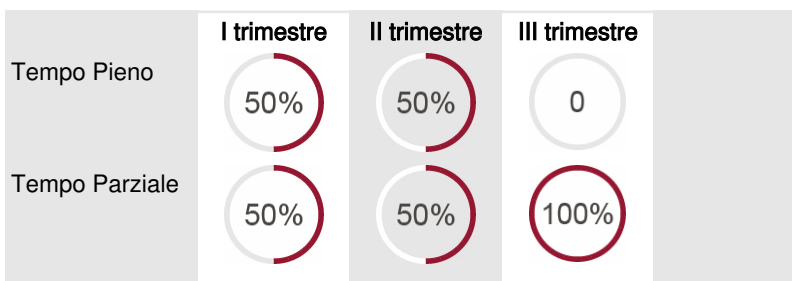 I trimestre II trimestre III trimestre
Tempo Pieno
50% 50% 0
Tempo Parziale
50% 50% 100%